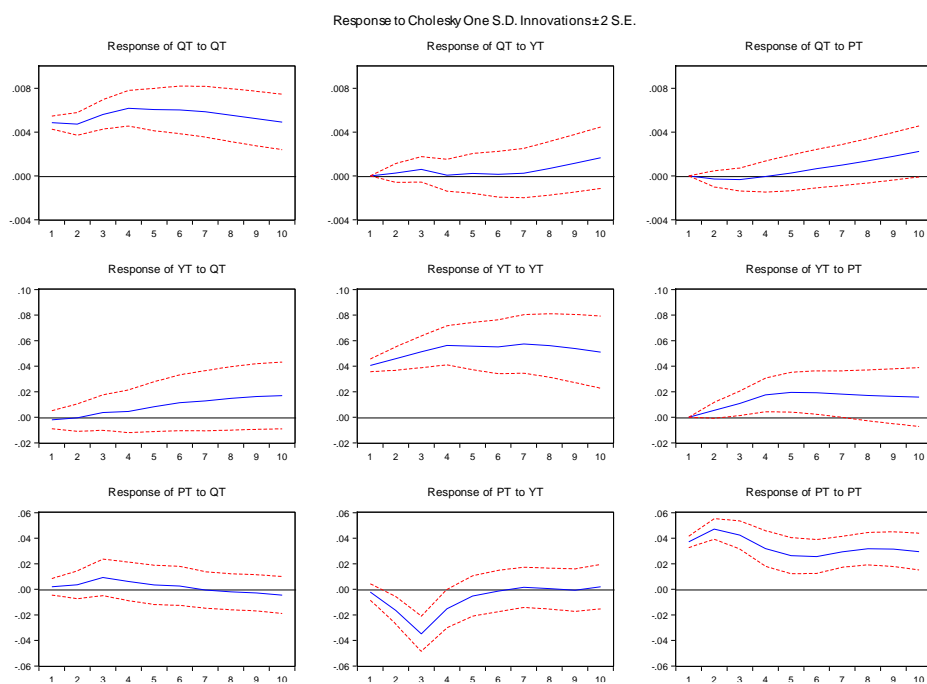 Response to Cholesky One S.D. Innovations ± 2 S.E.
Response of QT to QT
.008
.004
.000
-.004
1 2 3 4 5 6 7 8 9 10
Response of QT to YT
.008
.004
.000
-.004
1 2 3 4 5 6 7 8 9 10
Response of QT to PT
.008
.004
.000
-.004
1 2 3 4 5 6 7 8 9 10
Response of YT to QT
.10
.08
.06
.04
.02
.00
-.02
1 2 3 4 5 6 7 8 9 10
Response of YT to YT
.10
.08
.06
.04
.02
.00
-.02
1 2 3 4 5 6 7 8 9 10
Response of YT to PT
.10
.08
.06
.04
.02
.00
-.02
1 2 3 4 5 6 7 8 9 10
Response of PT to QT
.06
.04
.02
.00
-.02
-.04
-.06
1 2 3 4 5 6 7 8 9 10
Response of PT to YT
.06
.04
.02
.00
-.02
-.04
-.06
1 2 3 4 5 6 7 8 9 10
Response of PT to PT
.06
.04
.02
.00
-.02
-.04
-.06
1 2 3 4 5 6 7 8 9 10